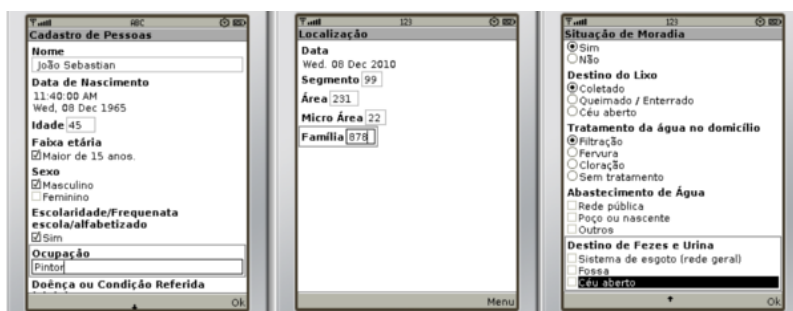 ABC
Cadastro de Pessoas
Nome
João Sebastian
Data de Nascimento
11:40:00 AM
Wed, 08 Dec 1965
Idade 45
Faixa etária
Maior de 15 anos.
Sexo
Masculino
Feminino
Escolaridade/Frequenata
escola/alfabetizado
Sim
Ocupação
Pintor
Doença ou Condição Referida
Ok
123
Localização
Data
Wed. 08 Dec 2010
Segmento 99
Área 231
Micro Área 22
Família 878
Menu
123
Situação de Moradia
Sim
Não
Destino do Lixo
Coletado
Queimado / Enterrado
Céu aberto
Tratamento da água no domicílio
Filtração
Fervura
Cloração
Sem tratamento
Abastecimento de Água
Rede pública
Poço ou nascente
Outros
Destino de Fezes e Urina
Sistema de esgoto (rede geral)
Fossa
Céu aberto
Ok